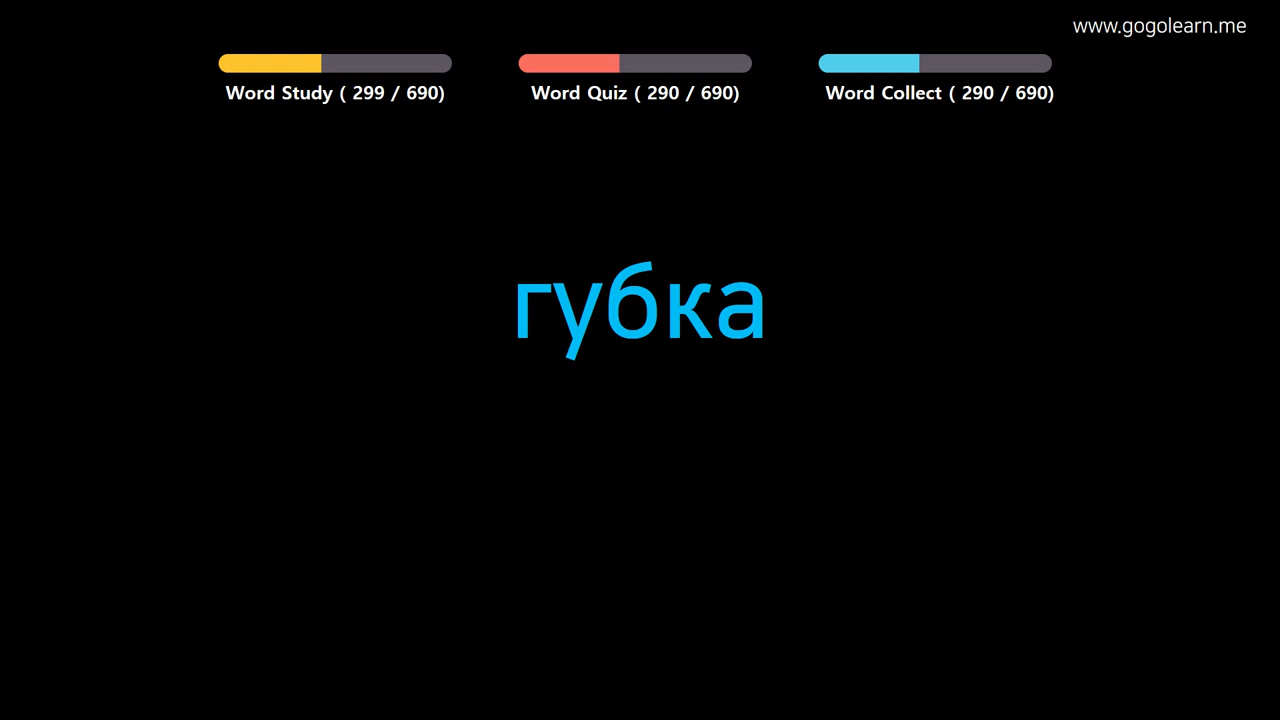 www.gogolearn.me
Word Study ( 299 / 690)
Word Quiz ( 290 / 690)
Word Collect ( 290 / 690)
губка